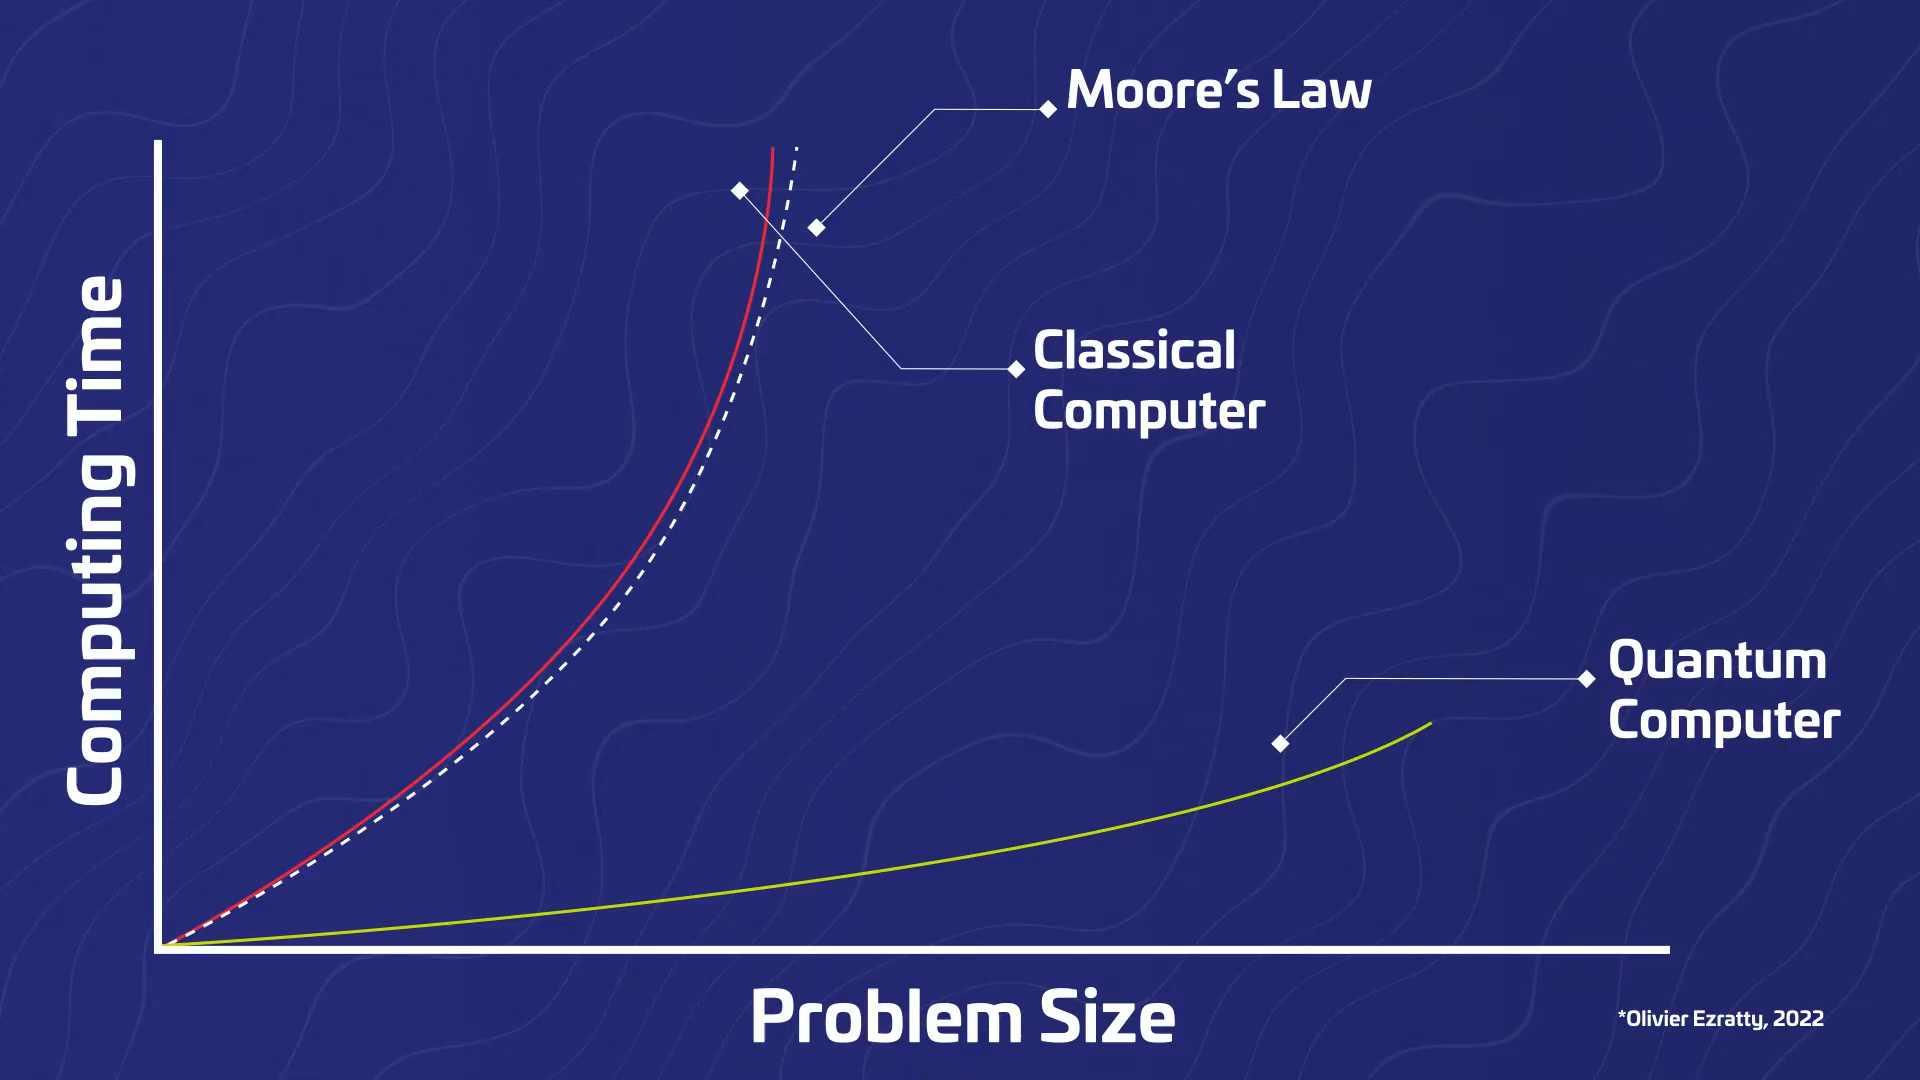 Moore’s Law
Classical
Computer
Quantum
Computer
Computing Time
Problem Size
*Olivier Ezratty, 2022